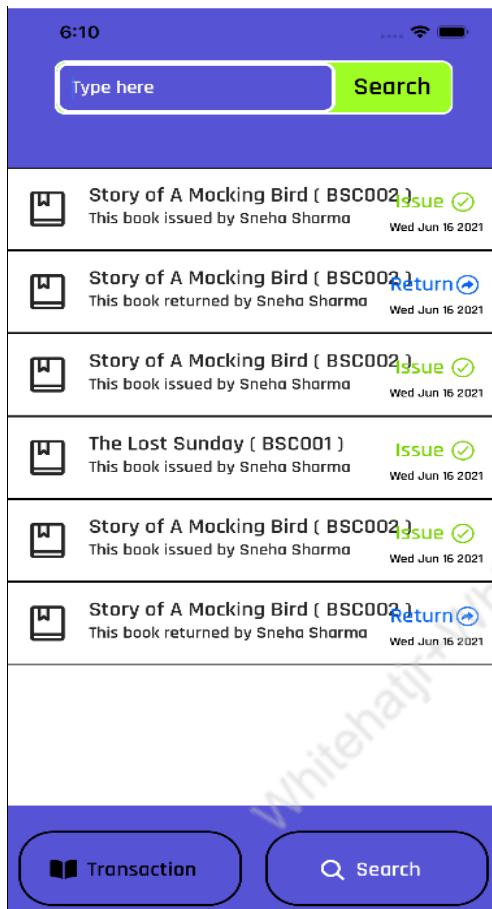 6:10
Type here
Search
Story of A Mocking Bird ( BSC002 )
Issue
This book issued by Sneha Sharma
Wed Jun 16 2021
Story of A Mocking Bird ( BSC002 )
Return
This book returned by Sneha Sharma
Wed Jun 16 2021
Story of A Mocking Bird ( BSC002 )
Issue
This book issued by Sneha Sharma
Wed Jun 16 2021
The Lost Sunday ( BSC001 )
Issue
This book issued by Sneha Sharma
Wed Jun 16 2021
Story of A Mocking Bird ( BSC002 )
Issue
This book issued by Sneha Sharma
Wed Jun 16 2021
Story of A Mocking Bird ( BSC002 )
Return
This book returned by Sneha Sharma
Wed Jun 16 2021
Transaction
Search